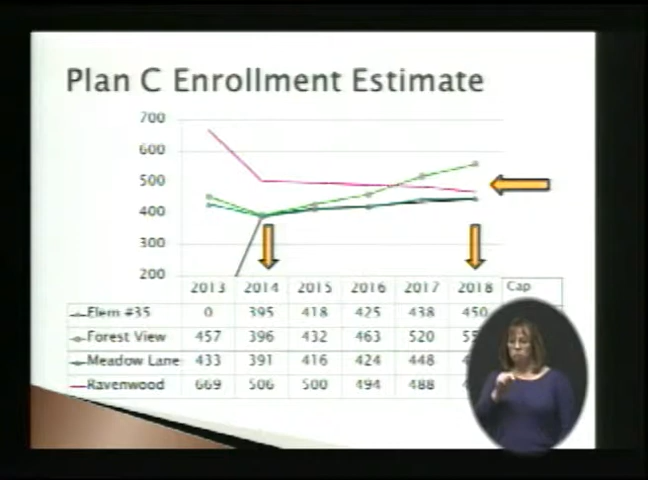 Plan C Enrollment Estimate
700
600
500
400
300
200
2013 2014 2015 2016 2017 2018 Cap
Elem #35 0 395 418 425 438 450
Forest View 457 396 432 463 520
Meadow Lane 433 391 416 424 448
Ravenwood 669 506 500 494 488